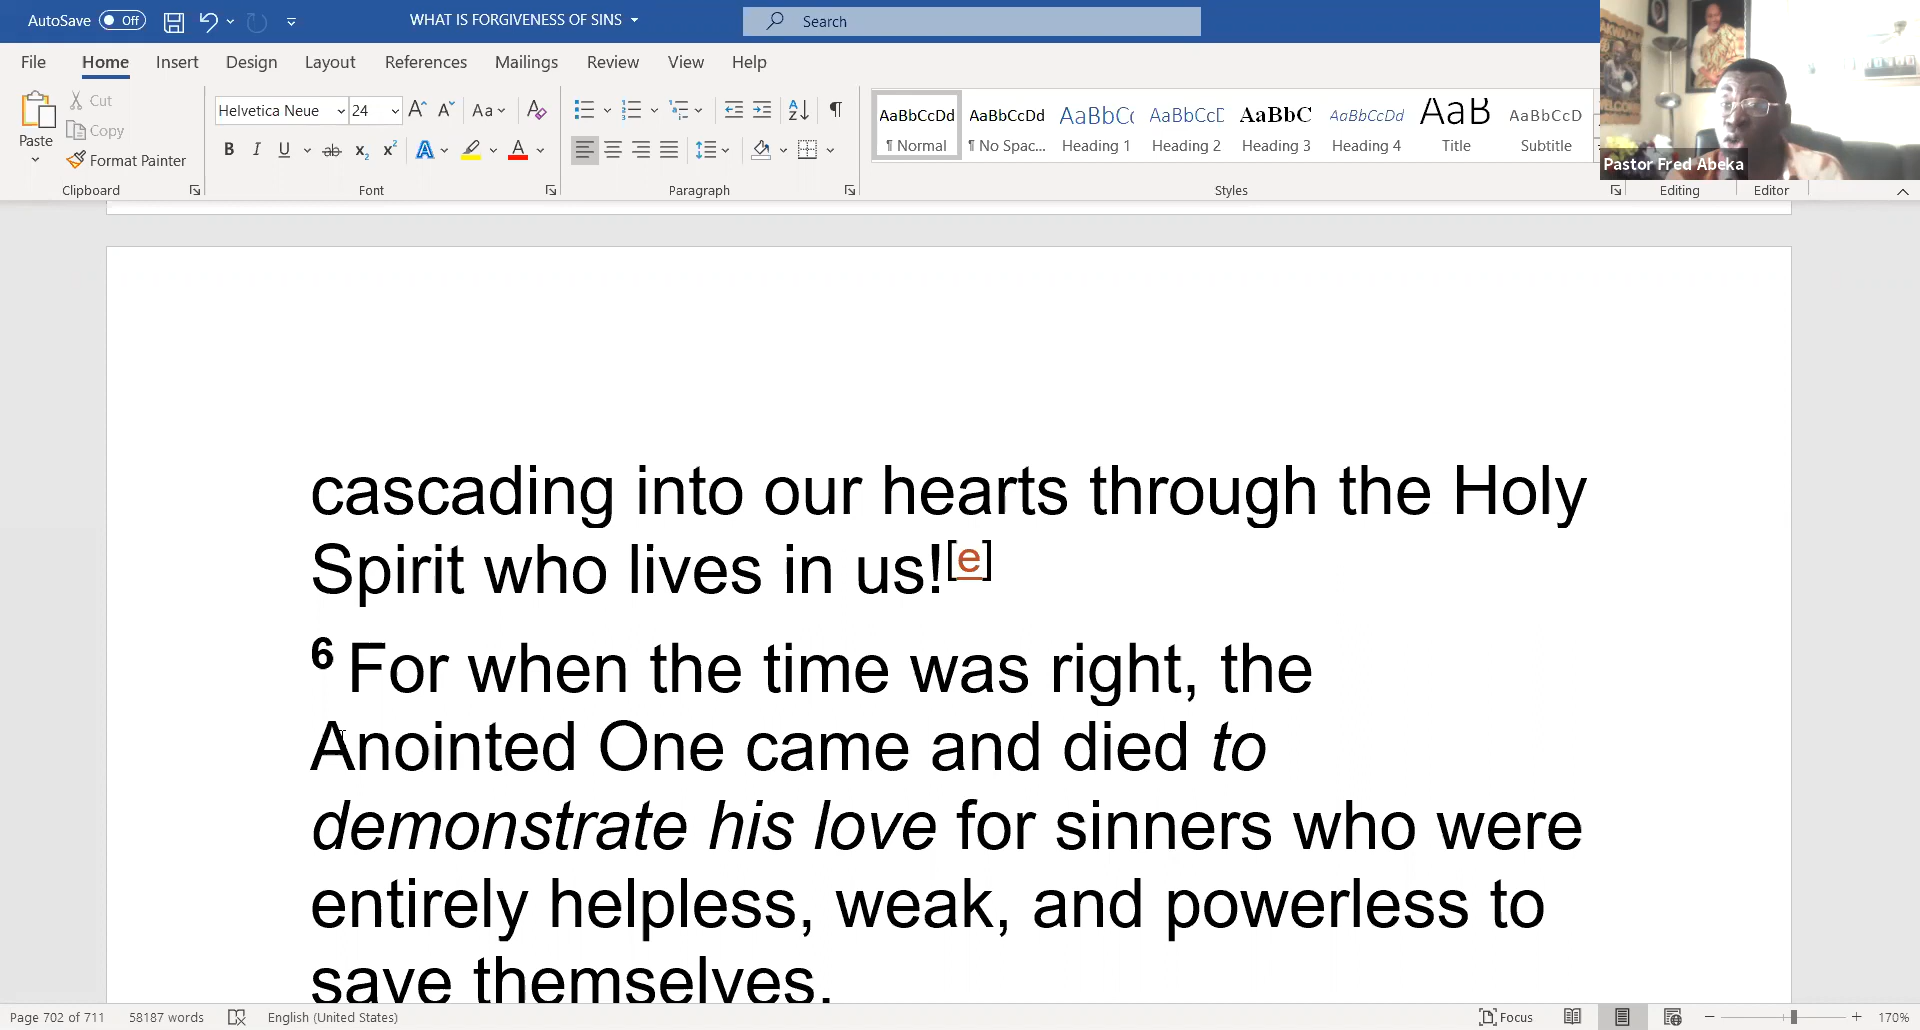 AutoSave Off WHAT IS FORGIVENESS OF SINS Search
File Home Insert Design Layout References Mailings Review View Help
Cut
Copy
Paste
Format Painter
Clipboard
Helvetica Neue 24
Font
Paragraph
AaBbCcDd AaBbCcDd AaBbCc AaBbCcD AaBbC AaBbCcDd AaB AaBbCcD
¶ Normal ¶ No Spac... Heading 1 Heading 2 Heading 3 Heading 4 Title Subtitle
Styles
Editing Editor
Pastor Fred Abeka
cascading into our hearts through the Holy
Spirit who lives in us![e]
6 For when the time was right, the
Anointed One came and died to
demonstrate his love for sinners who were
entirely helpless, weak, and powerless to
save themselves.
Page 702 of 711 58187 words English (United States) Focus 170%